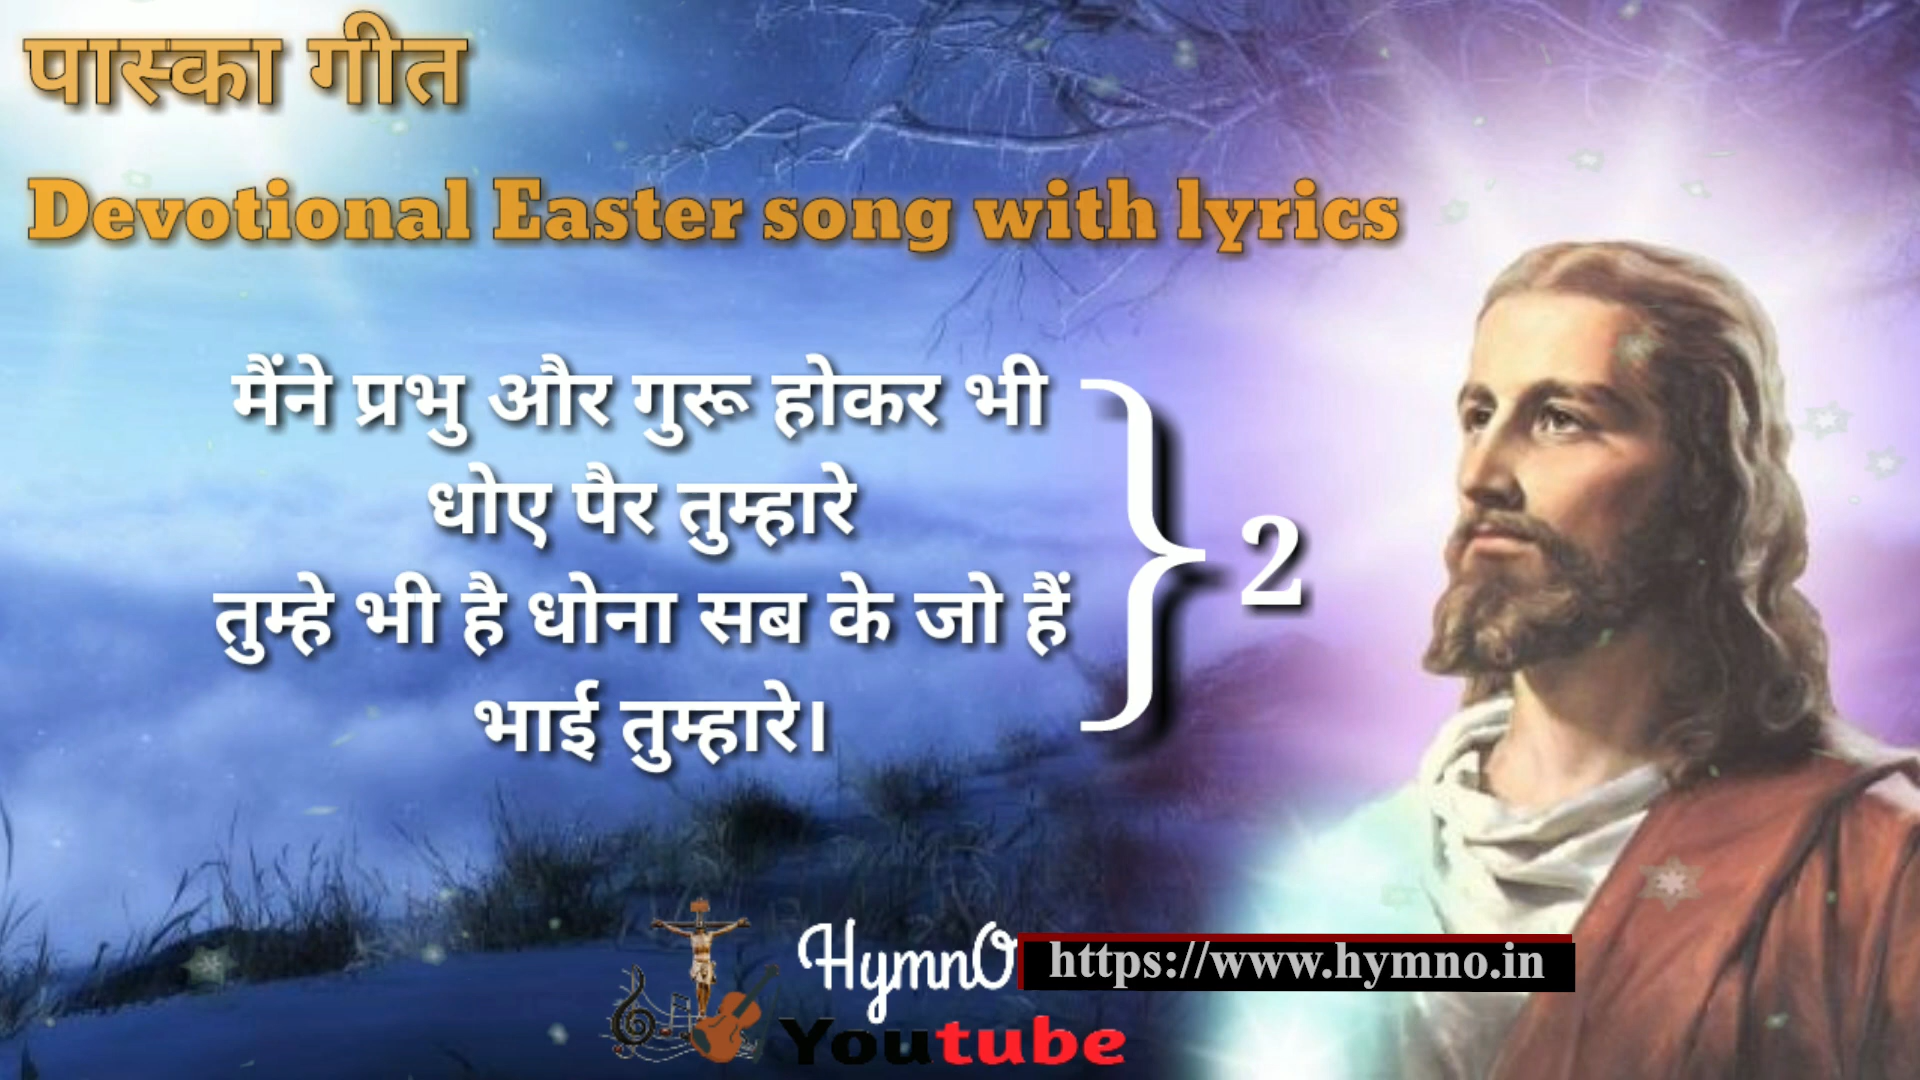 पास्का गीत
Devotional Easter song with lyrics
मैंने प्रभु और गुरू होकर भी
धोए पैर तुम्हारे
तुम्हे भी है धोना सब के जो हैं
भाई तुम्हारे।
} 2
HymnO
https://www.hymno.in
Youtube